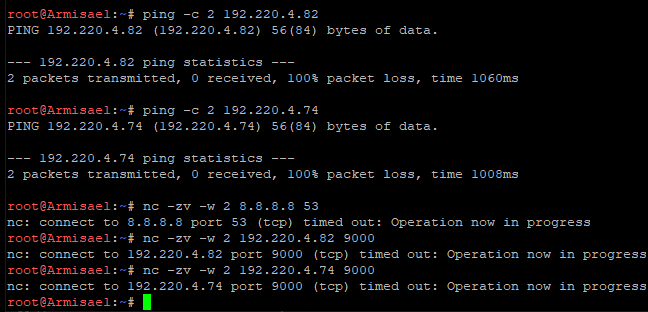 root@Armisael:~# ping -c 2 192.220.4.82
PING 192.220.4.82 (192.220.4.82) 56(84) bytes of data.
--- 192.220.4.82 ping statistics ---
2 packets transmitted, 0 received, 100% packet loss, time 1060ms
root@Armisael:~# ping -c 2 192.220.4.74
PING 192.220.4.74 (192.220.4.74) 56(84) bytes of data.
--- 192.220.4.74 ping statistics ---
2 packets transmitted, 0 received, 100% packet loss, time 1008ms
root@Armisael:~# nc -zv -w 2 8.8.8.8 53
nc: connect to 8.8.8.8 port 53 (tcp) timed out: Operation now in progress
root@Armisael:~# nc -zv -w 2 192.220.4.82 9000
nc: connect to 192.220.4.82 port 9000 (tcp) timed out: Operation now in progress
root@Armisael:~# nc -zv -w 2 192.220.4.74 9000
nc: connect to 192.220.4.74 port 9000 (tcp) timed out: Operation now in progress
root@Armisael:~#